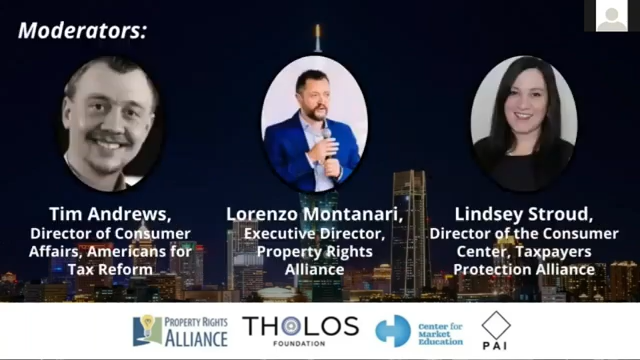 Moderators:
Tim Andrews,
Director of Consumer
Affairs, Americans for
Tax Reform
Lorenzo Montanari,
Executive Director,
Property Rights
Alliance
Lindsey Stroud,
Director of the Consumer
Center, Taxpayers
Protection Alliance
PROPERTY RIGHTS
ALLIANCE
THOLOS
FOUNDATION
Center for
Market
Education
PAI